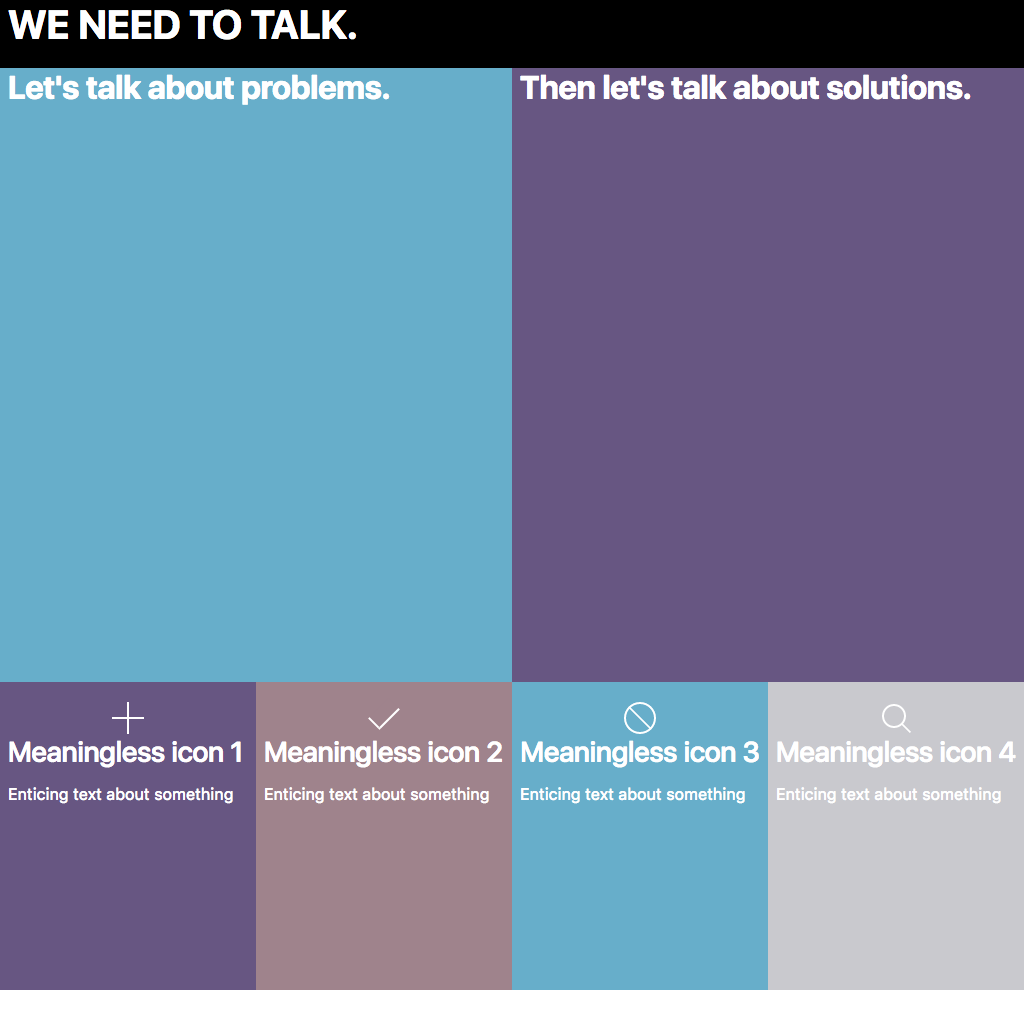 WE NEED TO TALK.
Let's talk about problems.
Then let's talk about solutions.
Meaningless icon 1
Enticing text about something
Meaningless icon 2
Enticing text about something
Meaningless icon 3
Enticing text about something
Meaningless icon 4
Enticing text about something